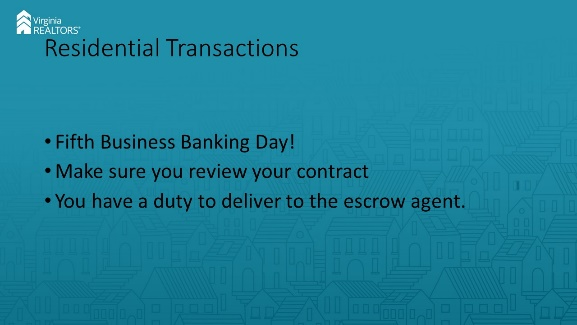 Virginia
REALTORS®
Residential Transactions
• Fifth Business Banking Day!
• Make sure you review your contract
• You have a duty to deliver to the escrow agent.